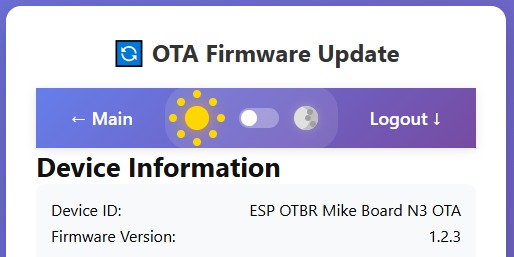 OTA Firmware Update
← Main
Logout ↓
Device Information
Device ID: ESP OTBR Mike Board N3 OTA
Firmware Version: 1.2.3